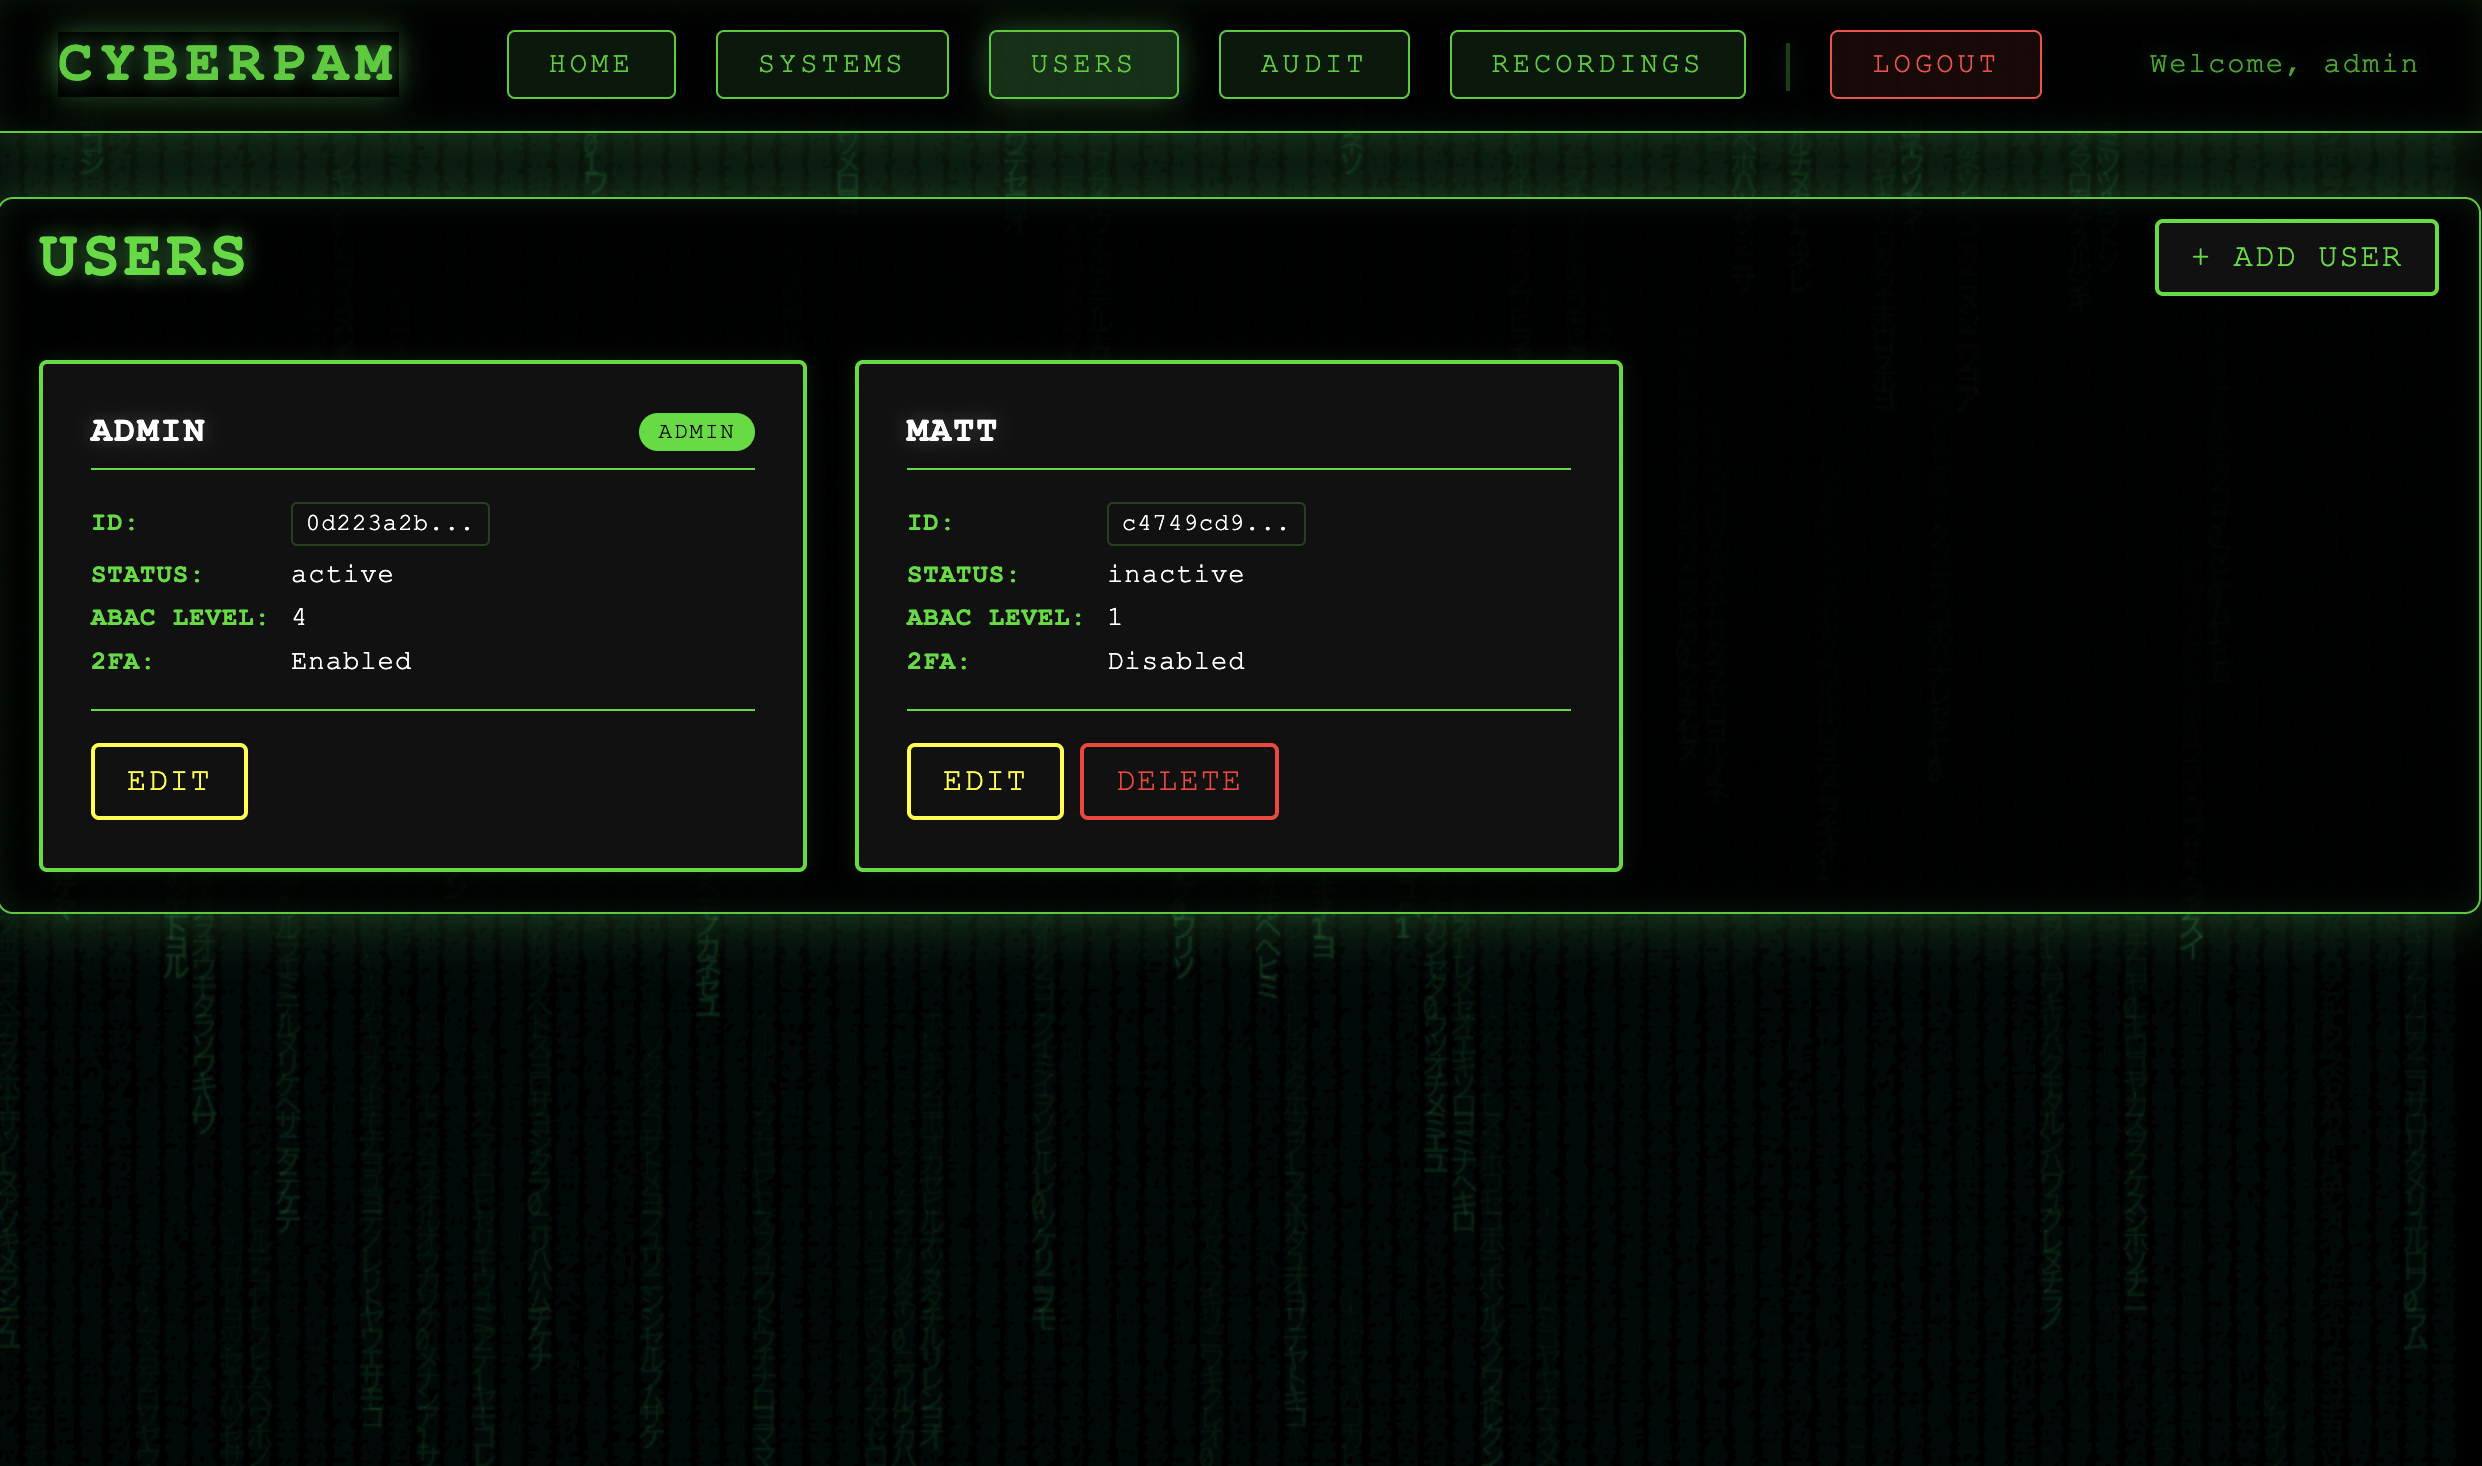 CYBERPAM HOME SYSTEMS USERS AUDIT RECORDINGS LOGOUT Welcome, admin
USERS + ADD USER
ADMIN ADMIN
ID: 0d223a2b...
STATUS: active
ABAC LEVEL: 4
2FA: Enabled
EDIT
MATT
ID: c4749cd9...
STATUS: inactive
ABAC LEVEL: 1
2FA: Disabled
EDIT DELETE